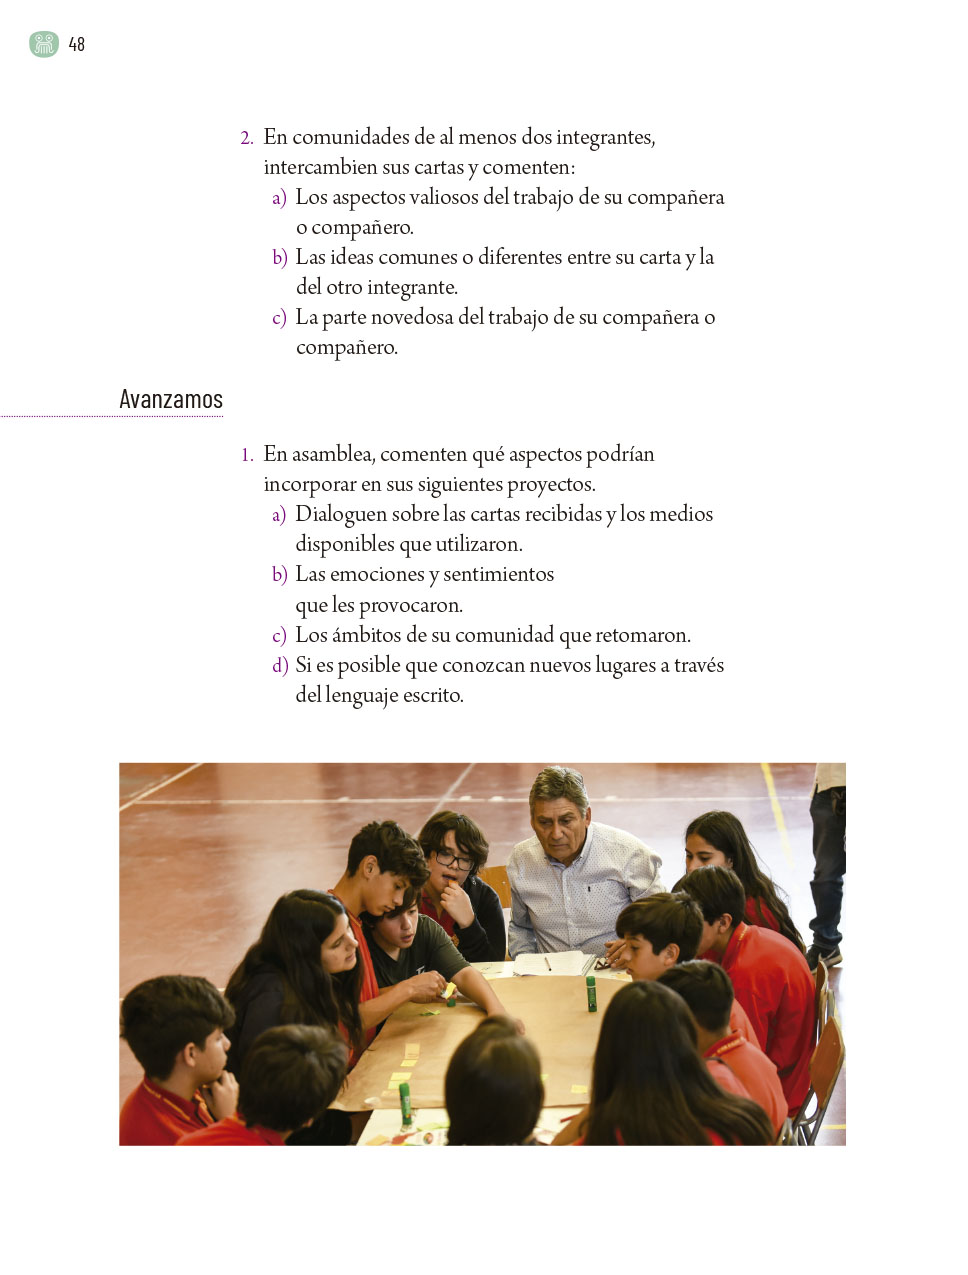 48
2. En comunidades de al menos dos integrantes,
intercambien sus cartas y comenten:
a) Los aspectos valiosos del trabajo de su compañera
o compañero.
b) Las ideas comunes o diferentes entre su carta y la
del otro integrante.
c) La parte novedosa del trabajo de su compañera o
compañero.
Avanzamos
1. En asamblea, comenten qué aspectos podrían
incorporar en sus siguientes proyectos.
a) Dialoguen sobre las cartas recibidas y los medios
disponibles que utilizaron.
b) Las emociones y sentimientos
que les provocaron.
c) Los ámbitos de su comunidad que retomaron.
d) Si es posible que conozcan nuevos lugares a través
del lenguaje escrito.